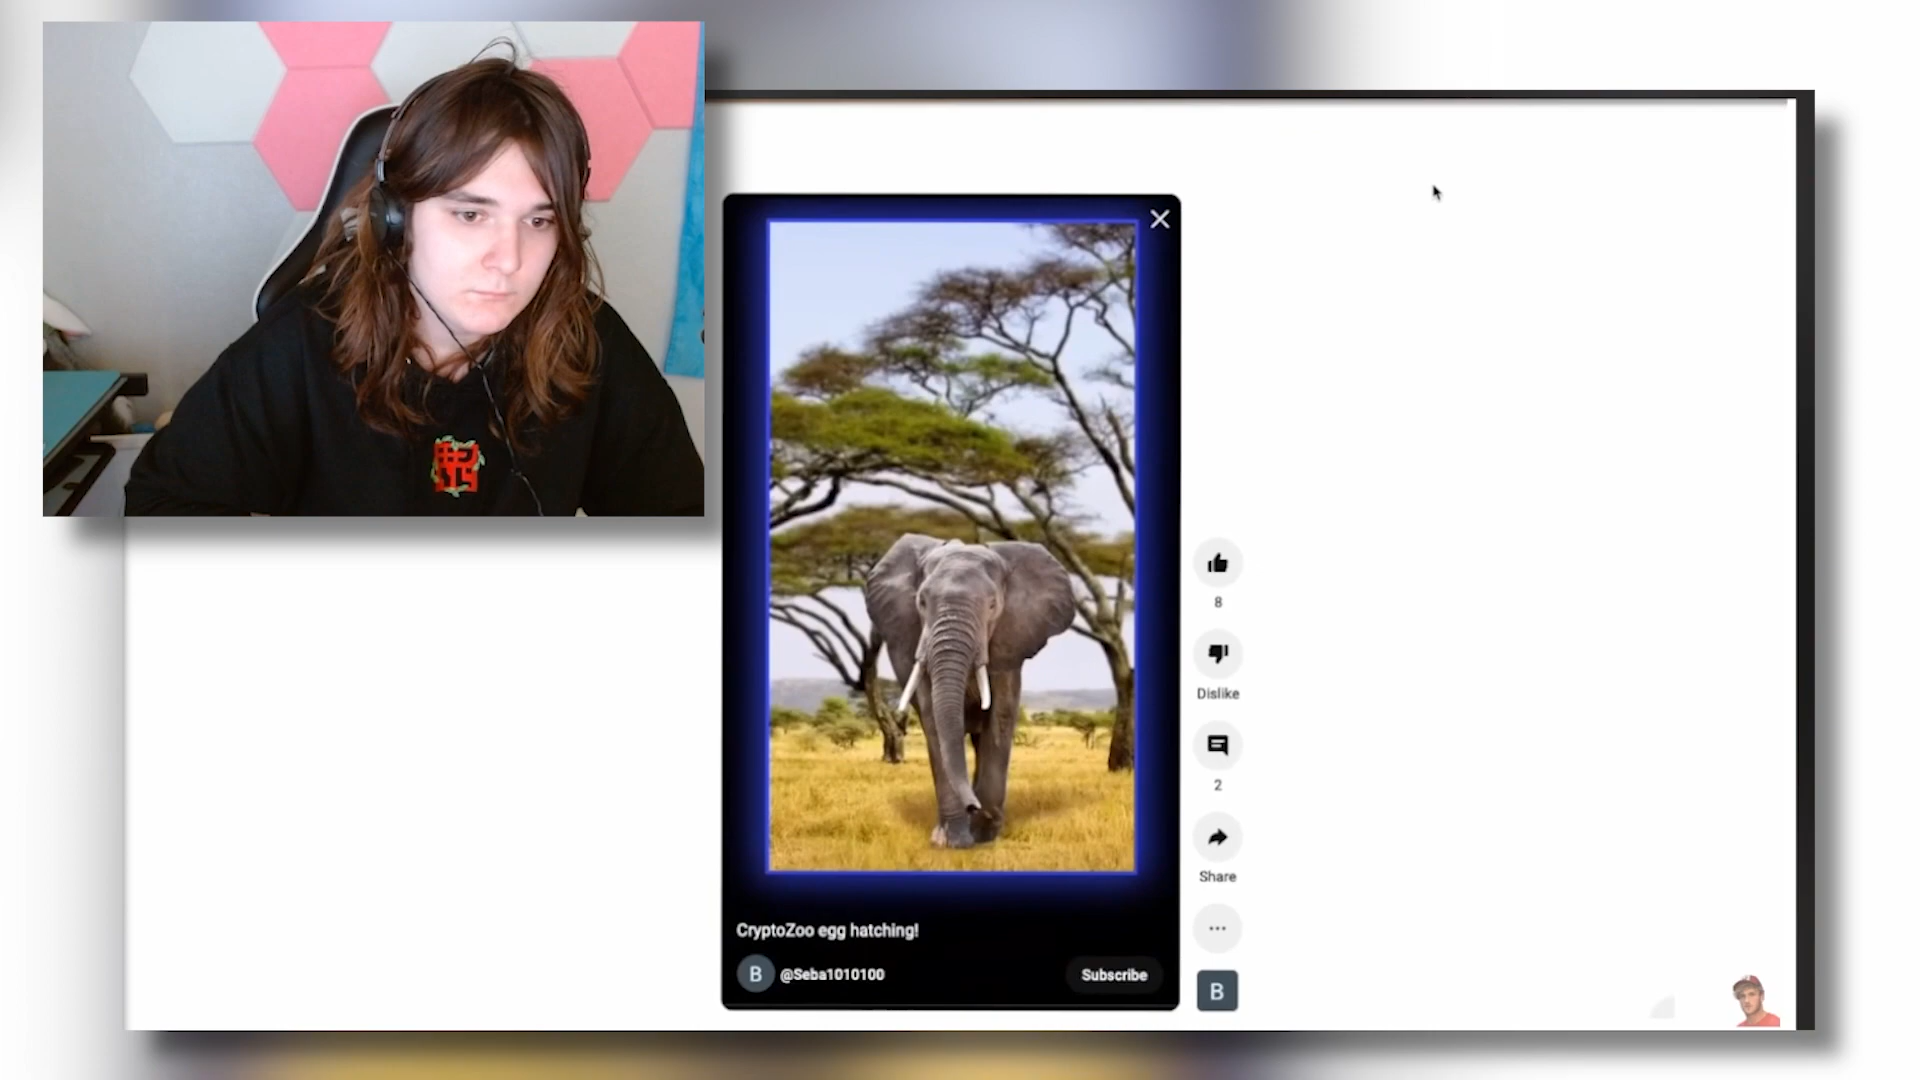 8
Dislike
2
Share
CryptoZoo egg hatching!
B @Seba1010100 Subscribe
B